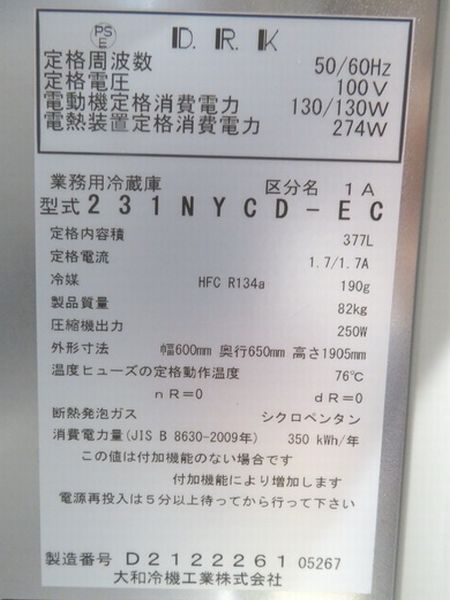 PS E D.R.K
定格周波数 50/60Hz
定格電圧 100V
電動機定格消費電力 130/130W
電熱装置定格消費電力 274W
業務用冷蔵庫 区分名 1A
型式 231NYCD-EC
定格内容積 377L
定格電流 1.7/1.7A
冷媒 HFC R134a 190g
製品質量 82kg
圧縮機出力 250W
外形寸法 幅600mm 奥行650mm 高さ1905mm
温度ヒューズの定格動作温度 76℃
nR=0 dR=0
断熱発泡ガス シクロペンタン
消費電力量(JIS B 8630-2009年) 350 kWh/年
この値は付加機能のない場合です
付加機能により増加します
電源再投入は5分以上待ってから行って下さい
製造番号 D2122261 05267
大和冷機工業株式会社